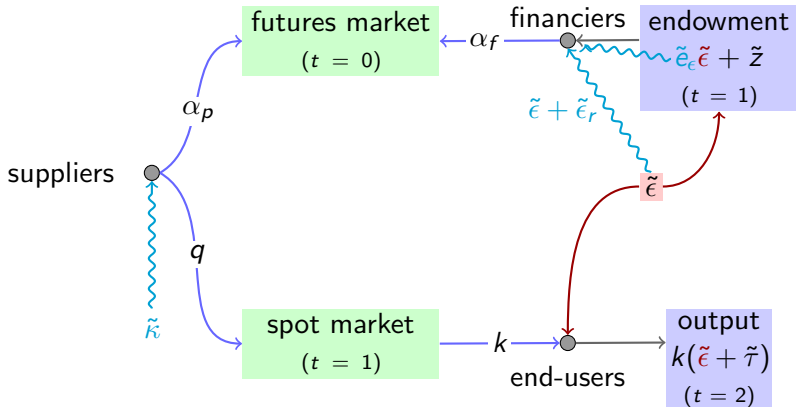 futures market
(t = 0)
financiers
endowment
ẽ_ϵ ϵ̃ + z̃
(t = 1)
α_f
α_p
ϵ̃ + ϵ̃_r
suppliers
ϵ̃
q
κ̃
spot market
(t = 1)
k
end-users
output
k(ϵ̃ + τ̃)
(t = 2)